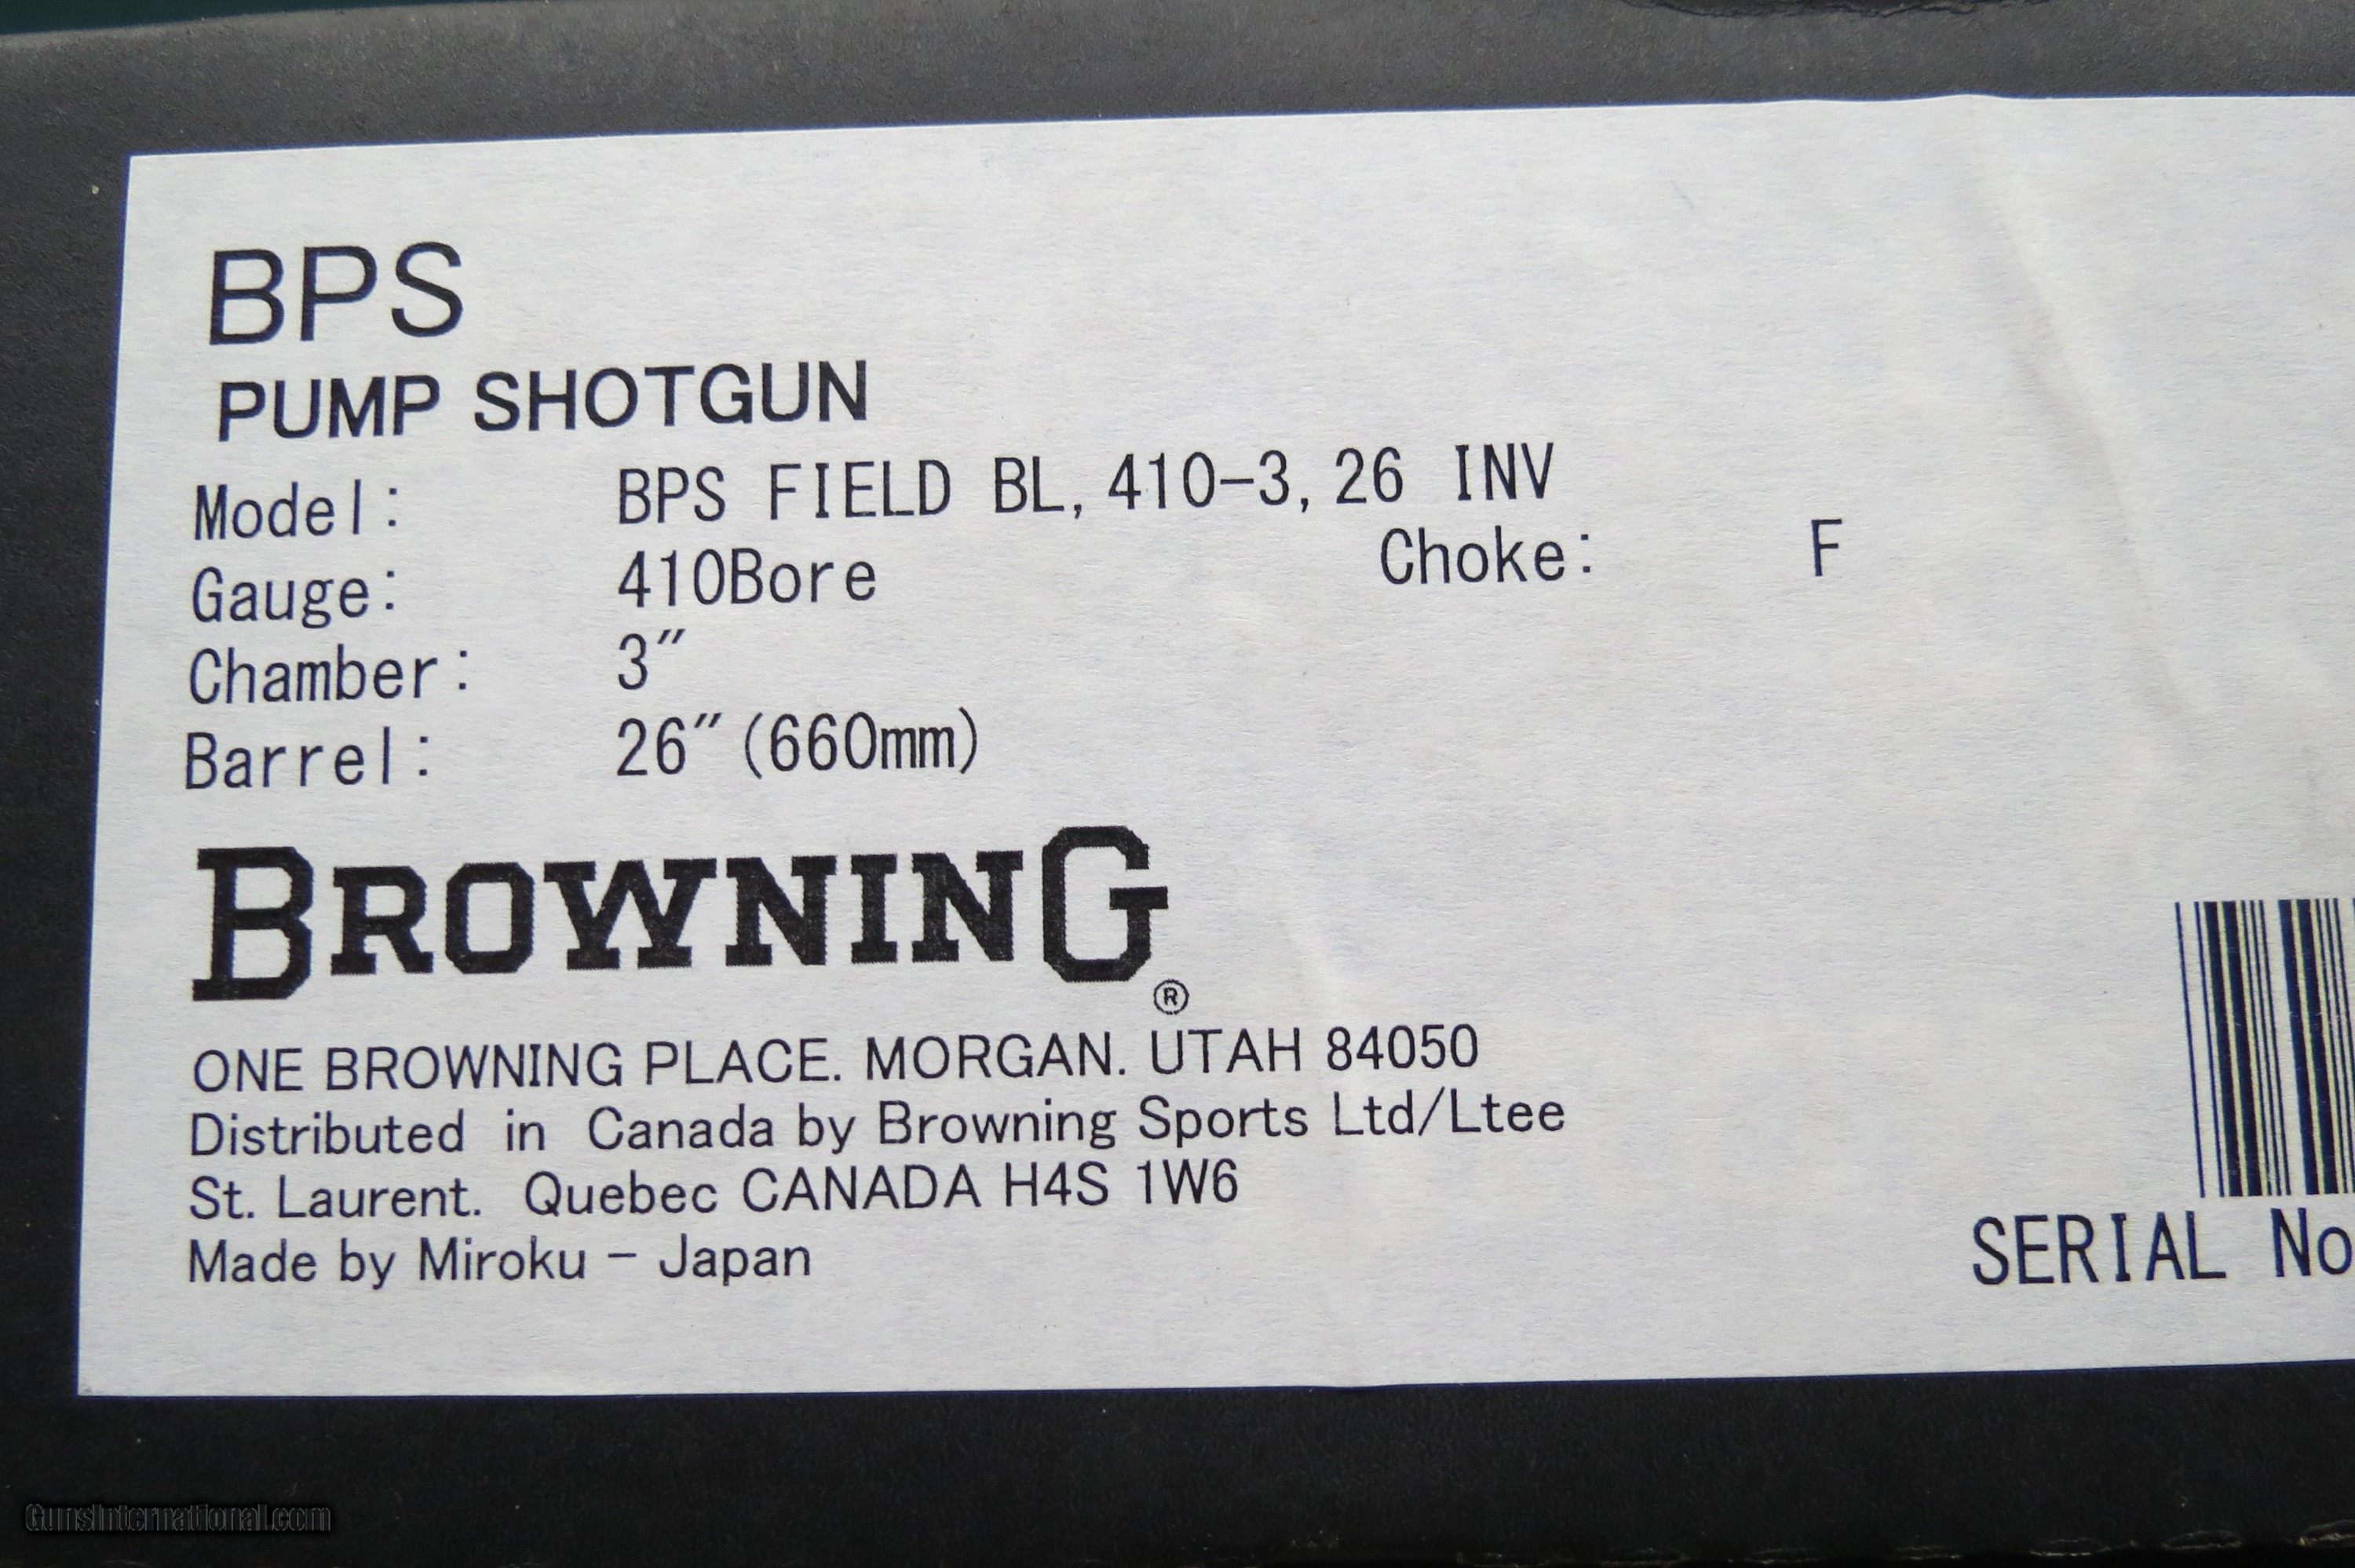 BPS
PUMP SHOTGUN
Model: BPS FIELD BL, 410-3, 26 INV
Gauge: 410Bore Choke: F
Chamber: 3"
Barrel: 26"(660mm)
BROWNING®
ONE BROWNING PLACE. MORGAN. UTAH 84050
Distributed in Canada by Browning Sports Ltd/Ltee
St. Laurent. Quebec CANADA H4S 1W6
Made by Miroku - Japan
SERIAL No
GunsInternational.com